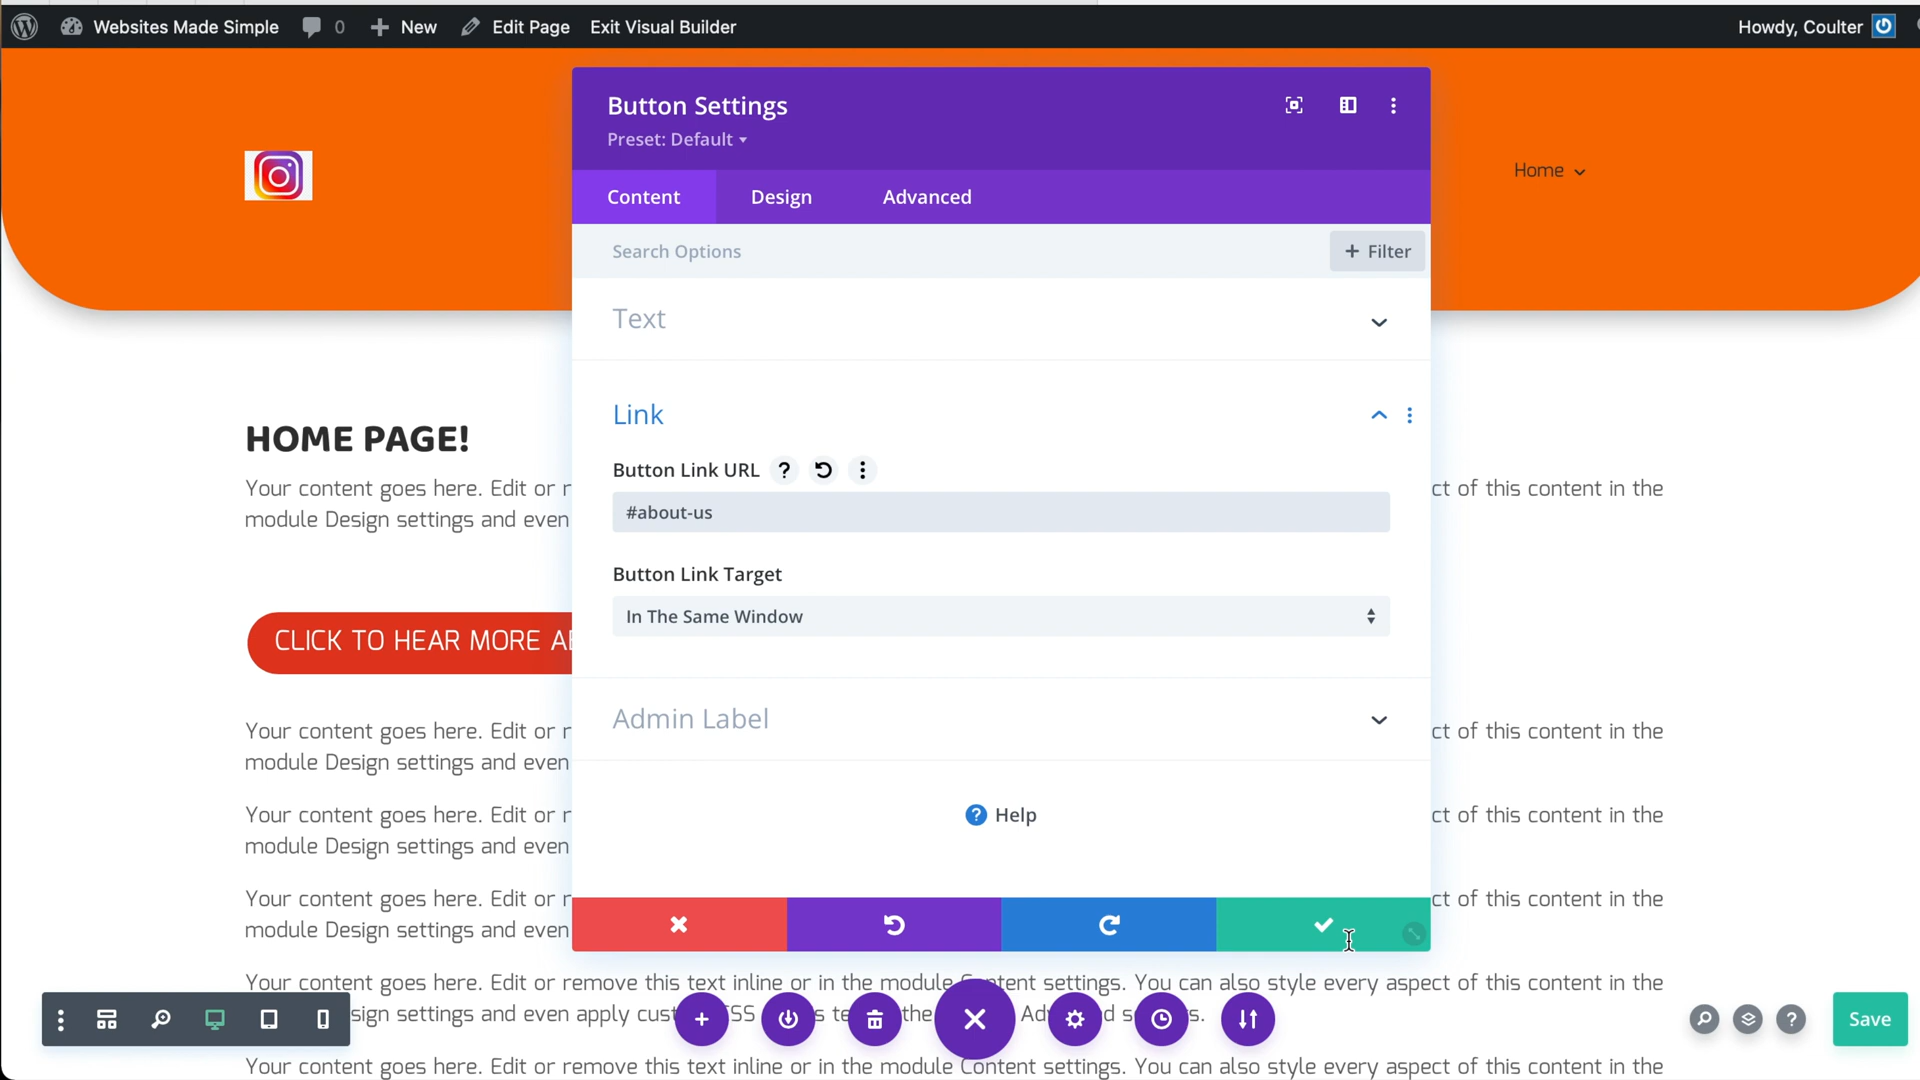 Websites Made Simple 0 New Edit Page Exit Visual Builder Howdy, Coulter
Button Settings
Preset: Default
Home
Content Design Advanced
Search Options + Filter
Text
Link
HOME PAGE!
Button Link URL ?
Your content goes here. Edit or r ct of this content in the
#about-us
module Design settings and even
Button Link Target
In The Same Window
CLICK TO HEAR MORE A
Admin Label
Your content goes here. Edit or r ct of this content in the
module Design settings and even
Your content goes here. Edit or r ct of this content in the
? Help
module Design settings and even
Your content goes here. Edit or r ct of this content in the
module Design settings and even
Your content goes here. Edit or remove this text inline or in the module Content settings. You can also style every aspect of this content in the
sign settings and even apply cust SS s te the Ad d s s.
? Save
Your content goes here. Edit or remove this text inline or in the module Content settings. You can also style every aspect of this content in the